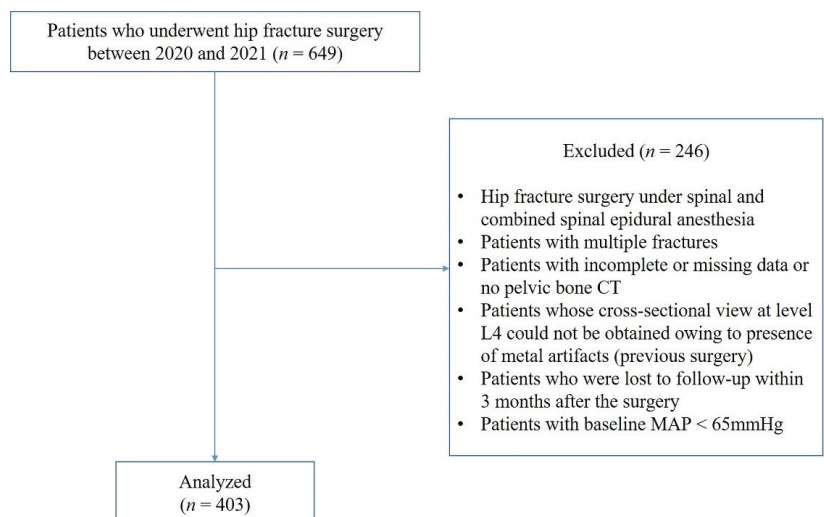 Patients who underwent hip fracture surgery
between 2020 and 2021 (n = 649)
Excluded (n = 246)
• Hip fracture surgery under spinal and
combined spinal epidural anesthesia
• Patients with multiple fractures
• Patients with incomplete or missing data or
no pelvic bone CT
• Patients whose cross-sectional view at level
L4 could not be obtained owing to presence
of metal artifacts (previous surgery)
• Patients who were lost to follow-up within
3 months after the surgery
• Patients with baseline MAP < 65mmHg
Analyzed
(n = 403)